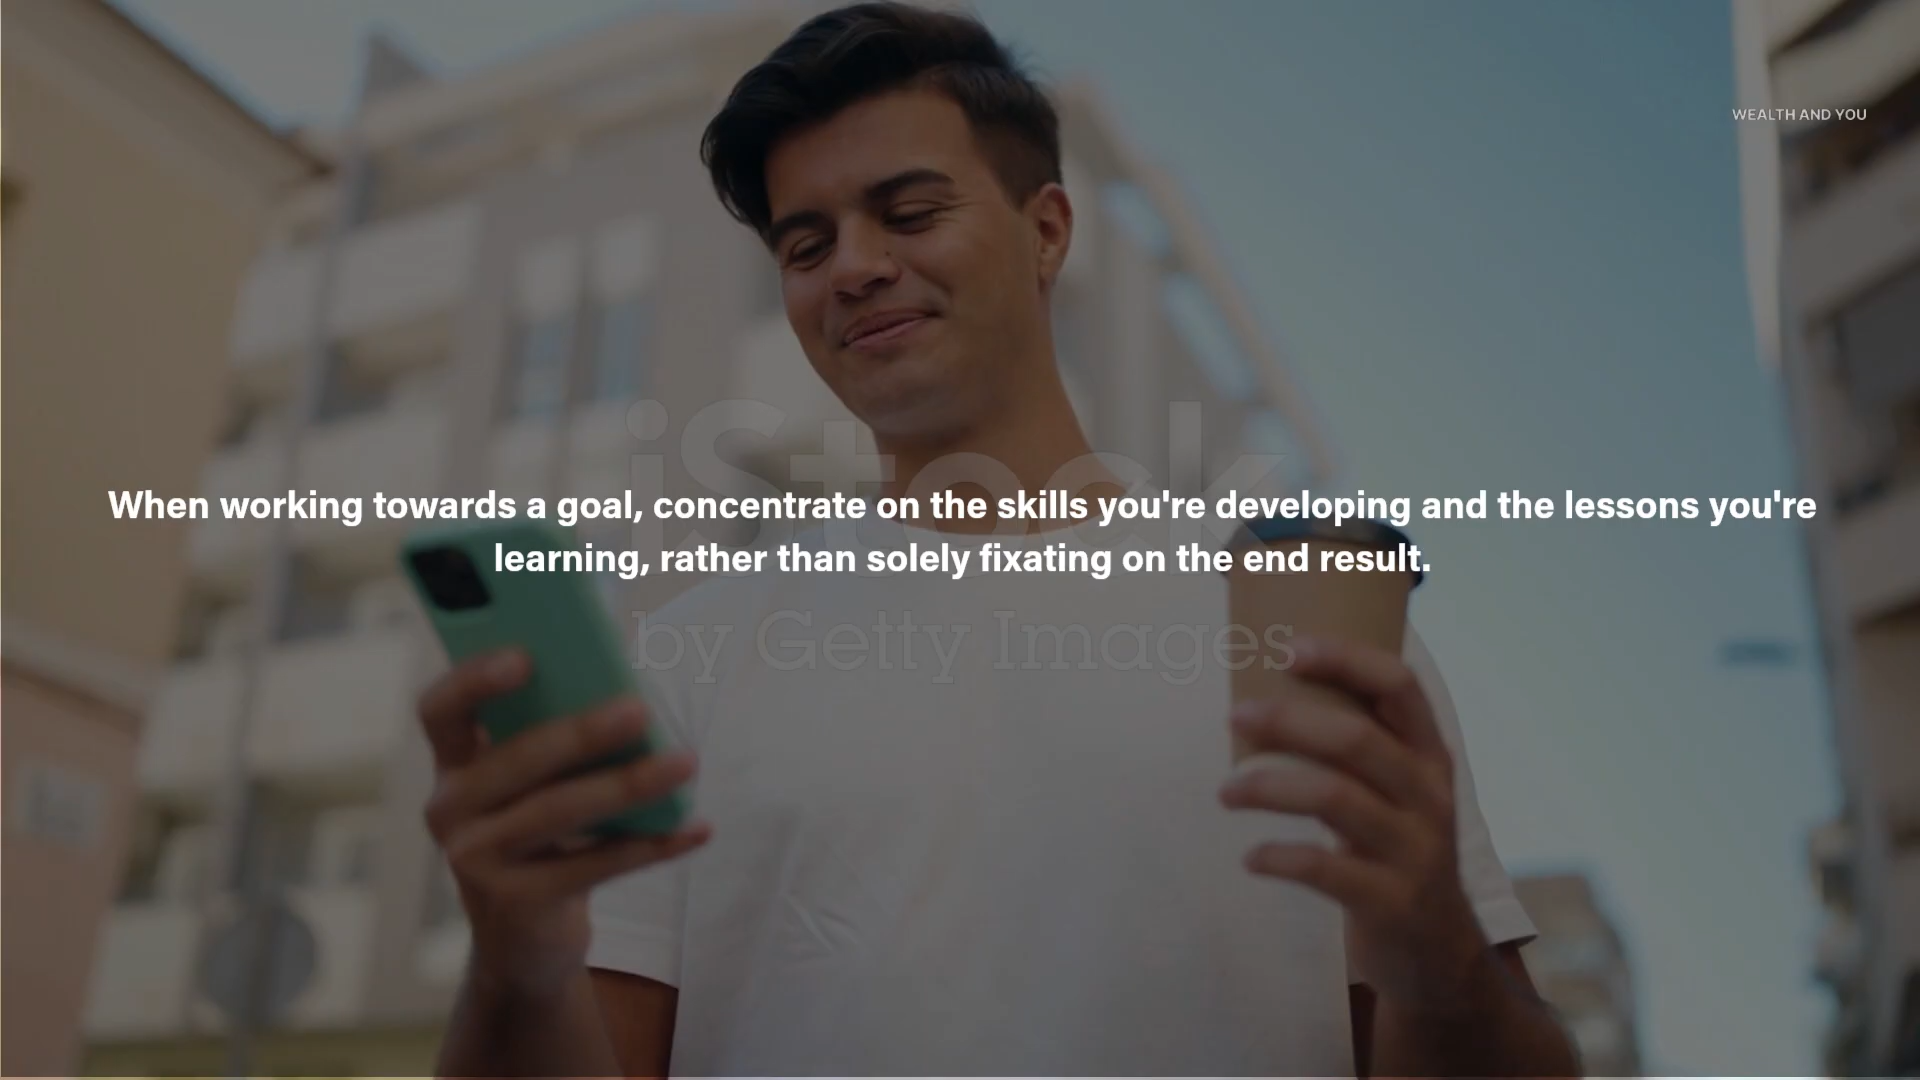 WEALTH AND YOU
iStock
When working towards a goal, concentrate on the skills you're developing and the lessons you're
learning, rather than solely fixating on the end result.
by Getty Images